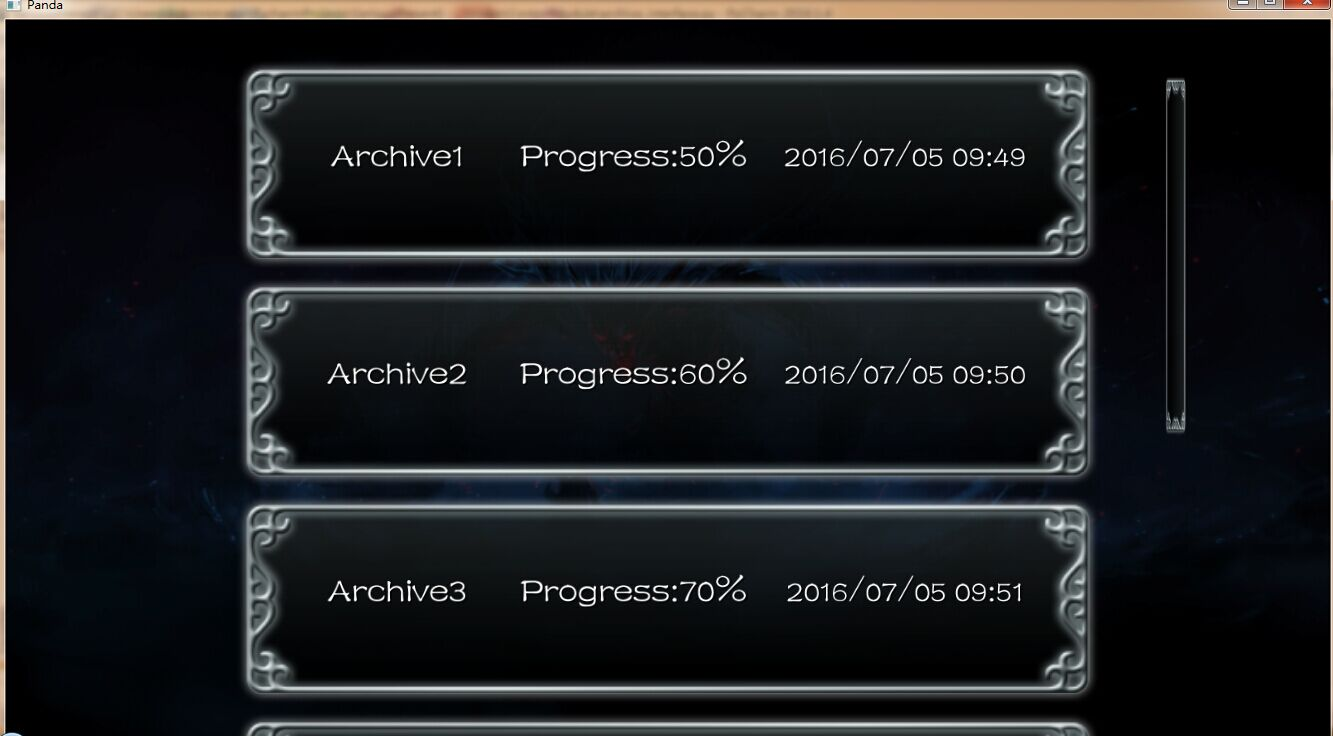 Panda
Archive1 Progress:50% 2016/07/05 09:49
Archive2 Progress:60% 2016/07/05 09:50
Archive3 Progress:70% 2016/07/05 09:51